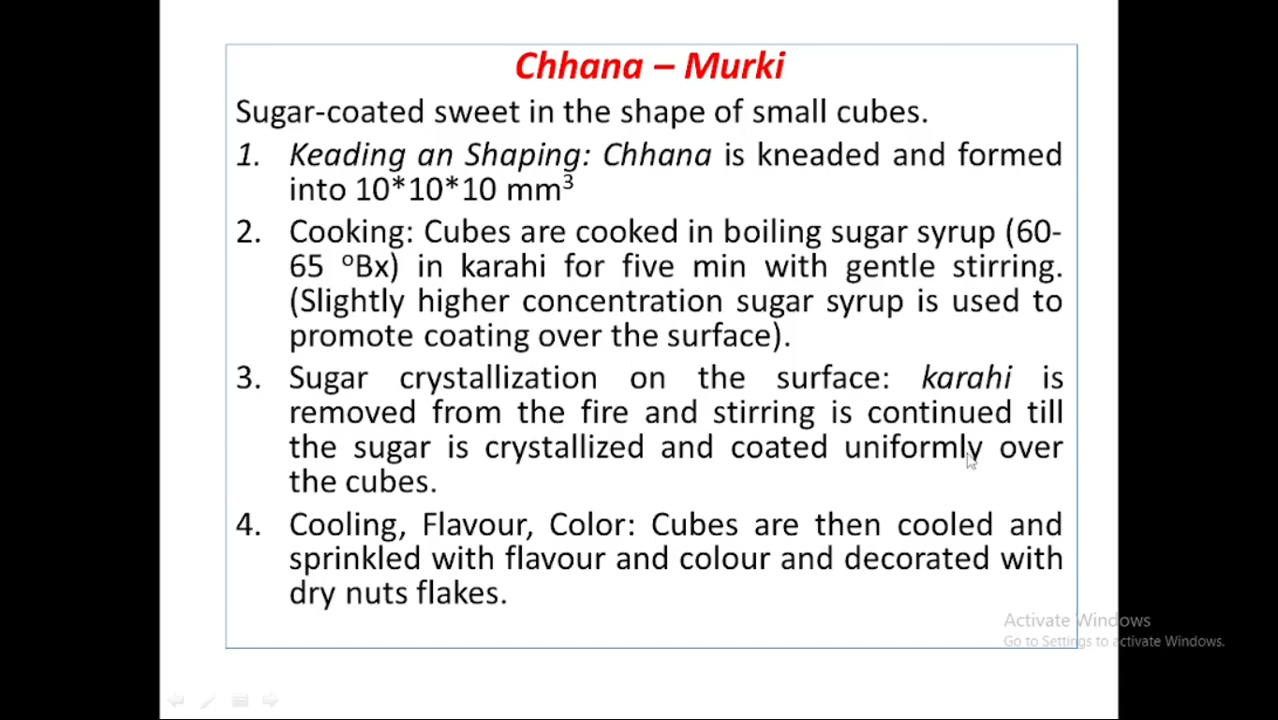 Chhana – Murki
Sugar-coated sweet in the shape of small cubes.
1. Keading an Shaping: Chhana is kneaded and formed
into 10*10*10 mm³
2. Cooking: Cubes are cooked in boiling sugar syrup (60-
65 ºBx) in karahi for five min with gentle stirring.
(Slightly higher concentration sugar syrup is used to
promote coating over the surface).
3. Sugar crystallization on the surface: karahi is
removed from the fire and stirring is continued till
the sugar is crystallized and coated uniformly over
the cubes.
4. Cooling, Flavour, Color: Cubes are then cooled and
sprinkled with flavour and colour and decorated with
dry nuts flakes.
Activate Windows
Go to Settings to activate Windows.